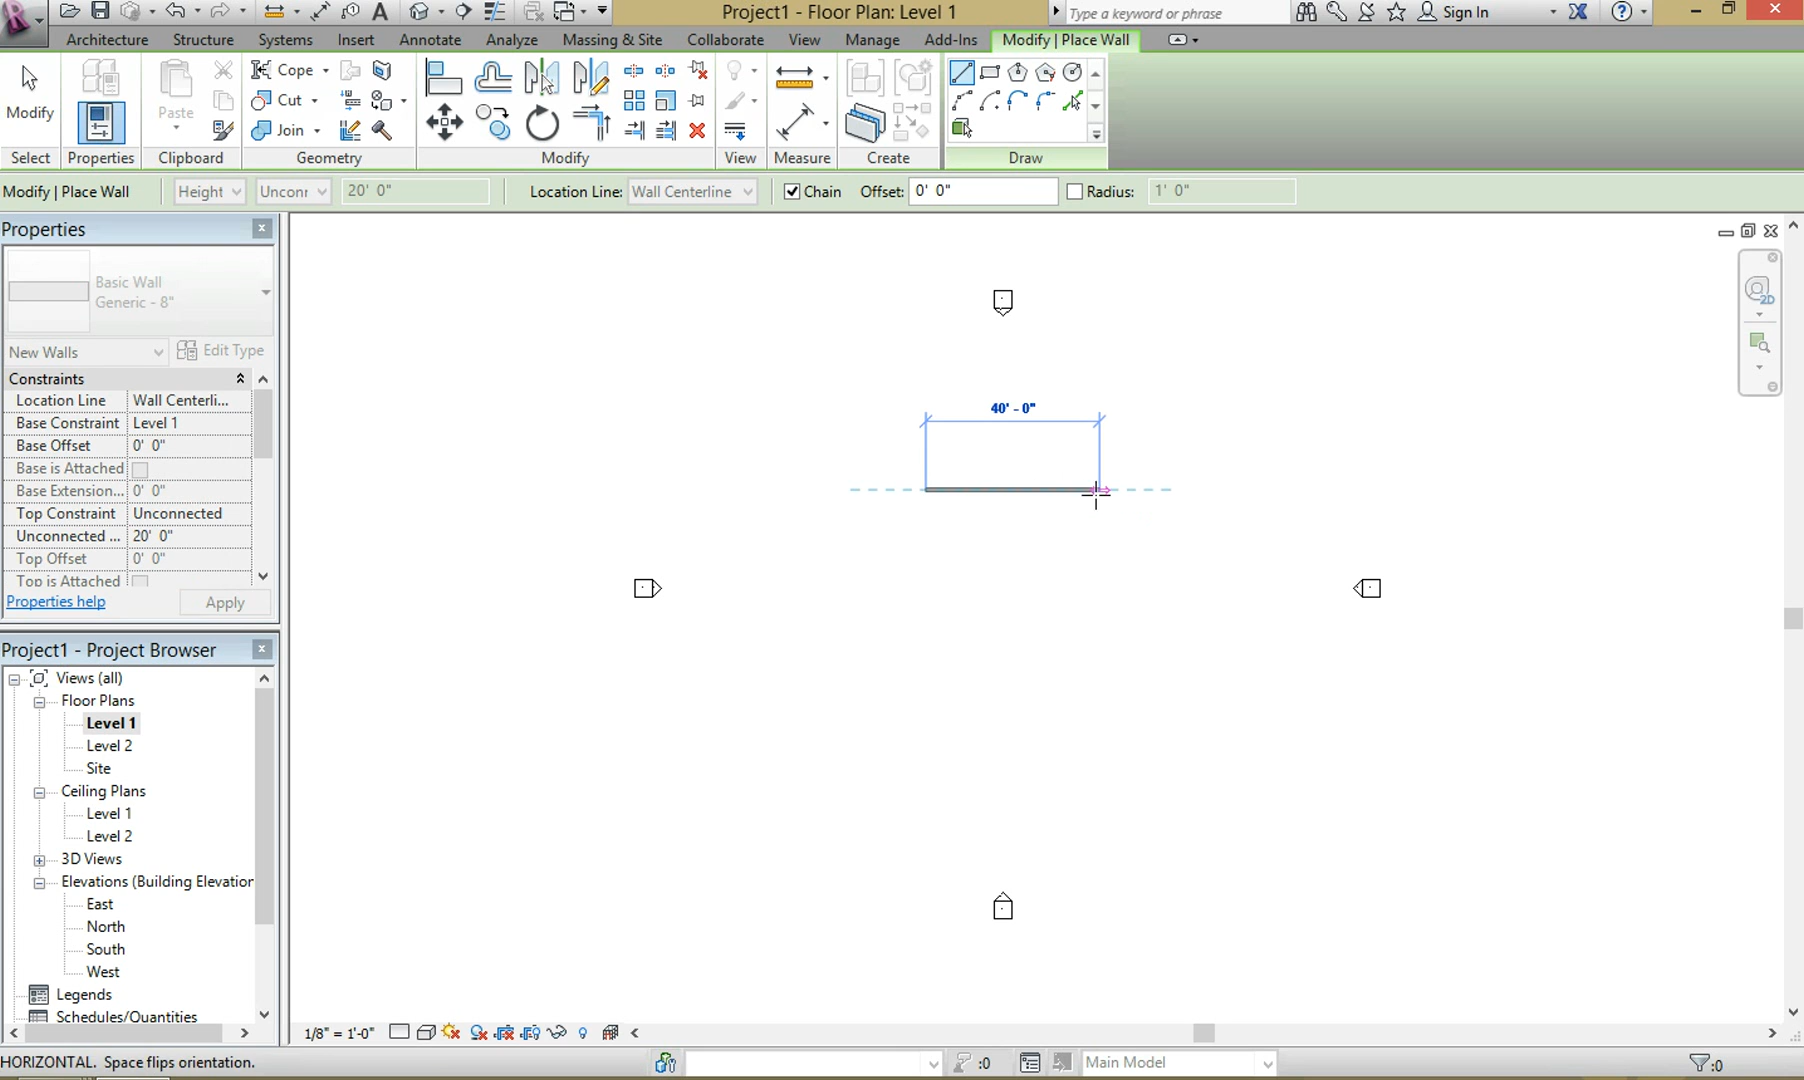 Project1 - Floor Plan: Level 1
Type a keyword or phrase
Sign In
Architecture
Structure
Systems
Insert
Annotate
Analyze
Massing & Site
Collaborate
View
Manage
Add-Ins
Modify | Place Wall
Modify
Paste
Cope
Cut
Join
Select
Properties
Clipboard
Geometry
Modify
View
Measure
Create
Draw
Modify | Place Wall
Height
Unconr
20' 0"
Location Line:
Wall Centerline
Chain
Offset:
0' 0"
Radius:
1' 0"
Properties
Basic Wall
Generic - 8"
New Walls
Edit Type
Constraints
Location Line Wall Centerli...
Base Constraint Level 1
Base Offset 0' 0"
Base is Attached
Base Extension... 0' 0"
Top Constraint Unconnected
Unconnected ... 20' 0"
Top Offset 0' 0"
Top is Attached
Properties help
Apply
40' - 0"
2D
Project1 - Project Browser
Views (all)
Floor Plans
Level 1
Level 2
Site
Ceiling Plans
Level 1
Level 2
3D Views
Elevations (Building Elevation
East
North
South
West
Legends
Schedules/Quantities
1/8" = 1'-0"
HORIZONTAL. Space flips orientation.
:0
Main Model
:0